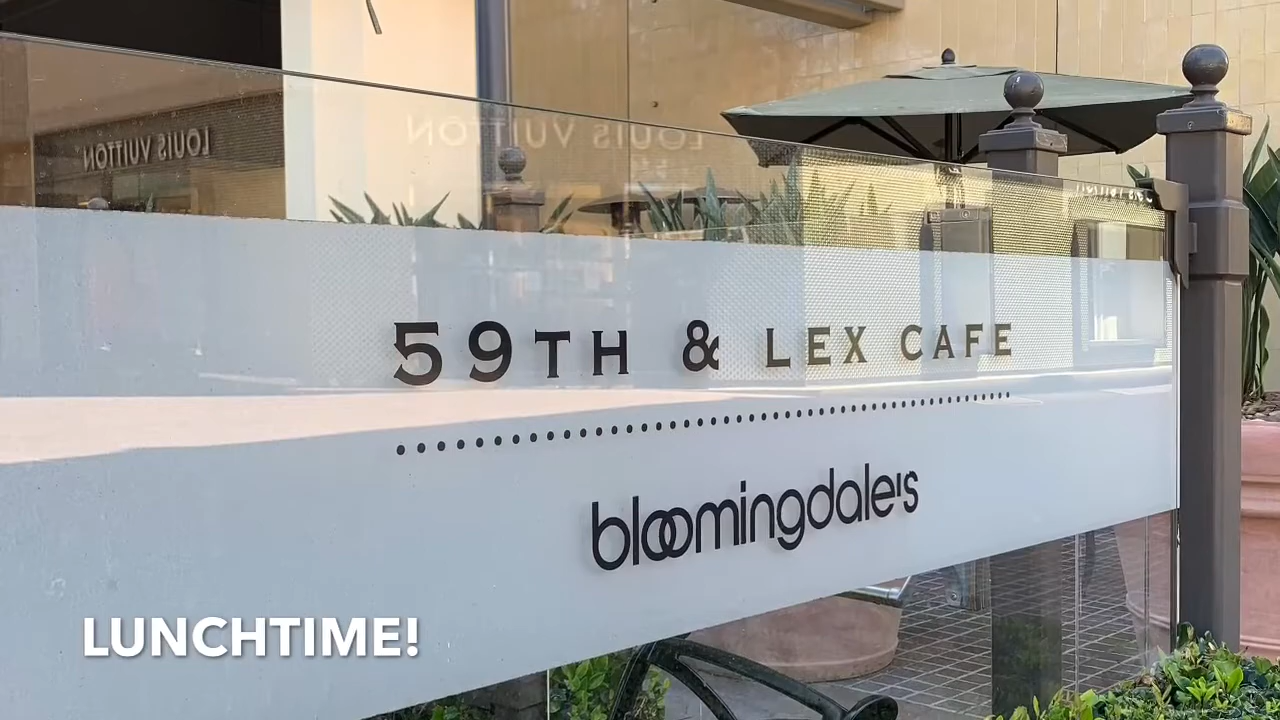 LOUIS VUITTON
LOUIS VUITTON
59TH & LEX CAFE
bloomingdale's
LUNCHTIME!